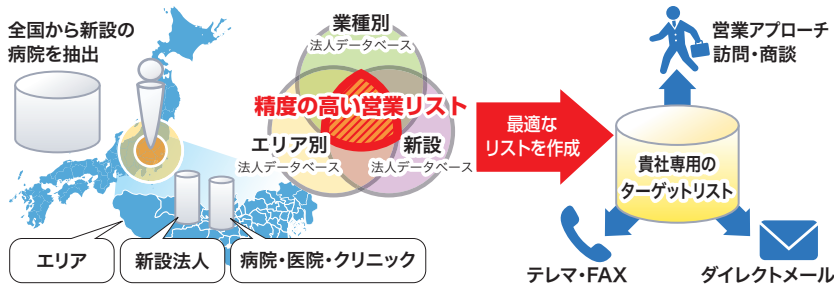 全国から新設の
病院を抽出
エリア
新設法人
病院・医院・クリニック
業種別
法人データベース
精度の高い営業リスト
エリア別
法人データベース
新設
法人データベース
最適な
リストを作成
営業アプローチ
訪問・商談
貴社専用の
ターゲットリスト
テレマ・FAX
ダイレクトメール